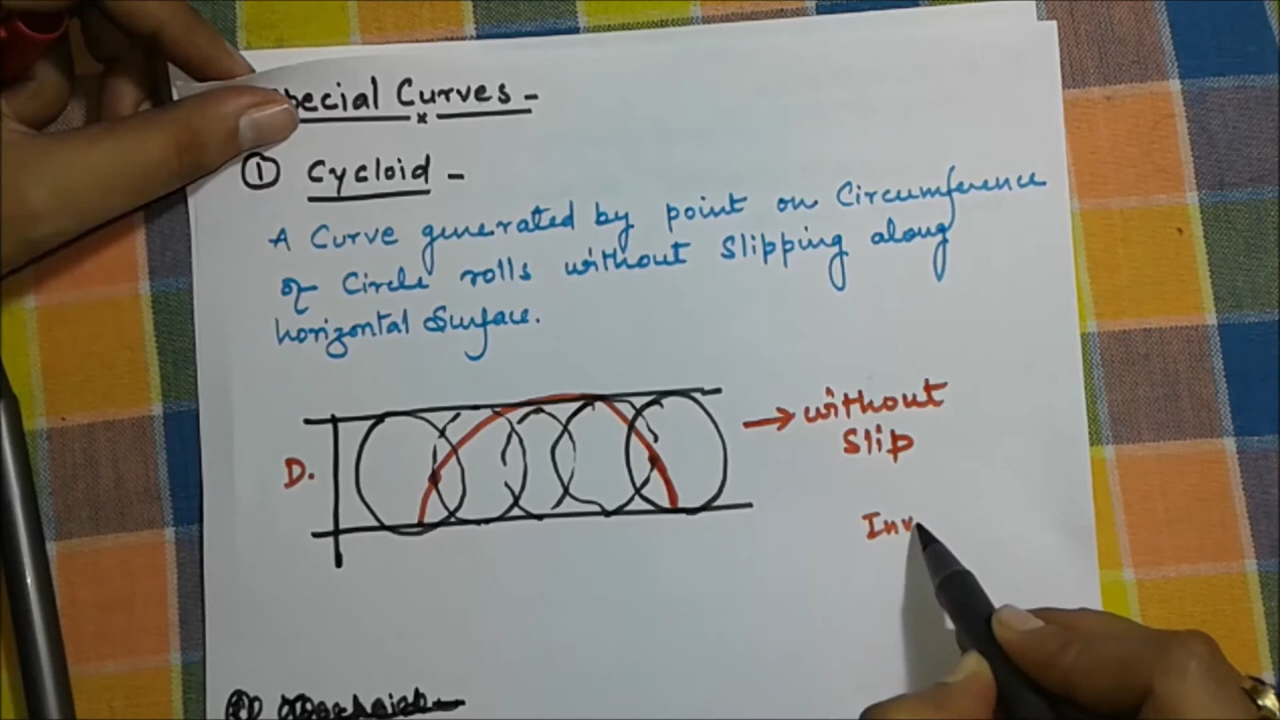 Special Curves -
① Cycloid -
A Curve generated by point on Circumference
of Circle rolls without Slipping along
horizontal Surface.
D.
→ without
Slip
Inv